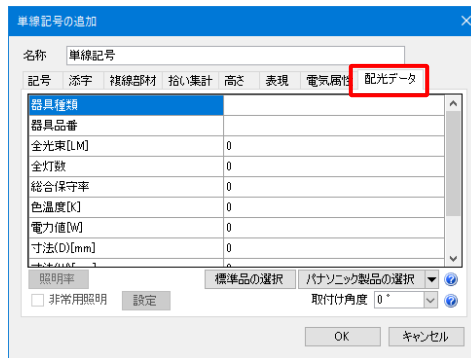 単線記号の追加
名称 単線記号
記号 添字 複線部材 拾い集計 高さ 表現 電気属性 配光データ
器具種類
器具品番
全光束[LM] 0
全灯数 0
総合保守率 0
色温度[K] 0
電力値[W] 0
寸法(D)[mm] 0
照明率 標準品の選択 パナソニック製品の選択
非常用照明 設定 取付け角度 0°
OK キャンセル